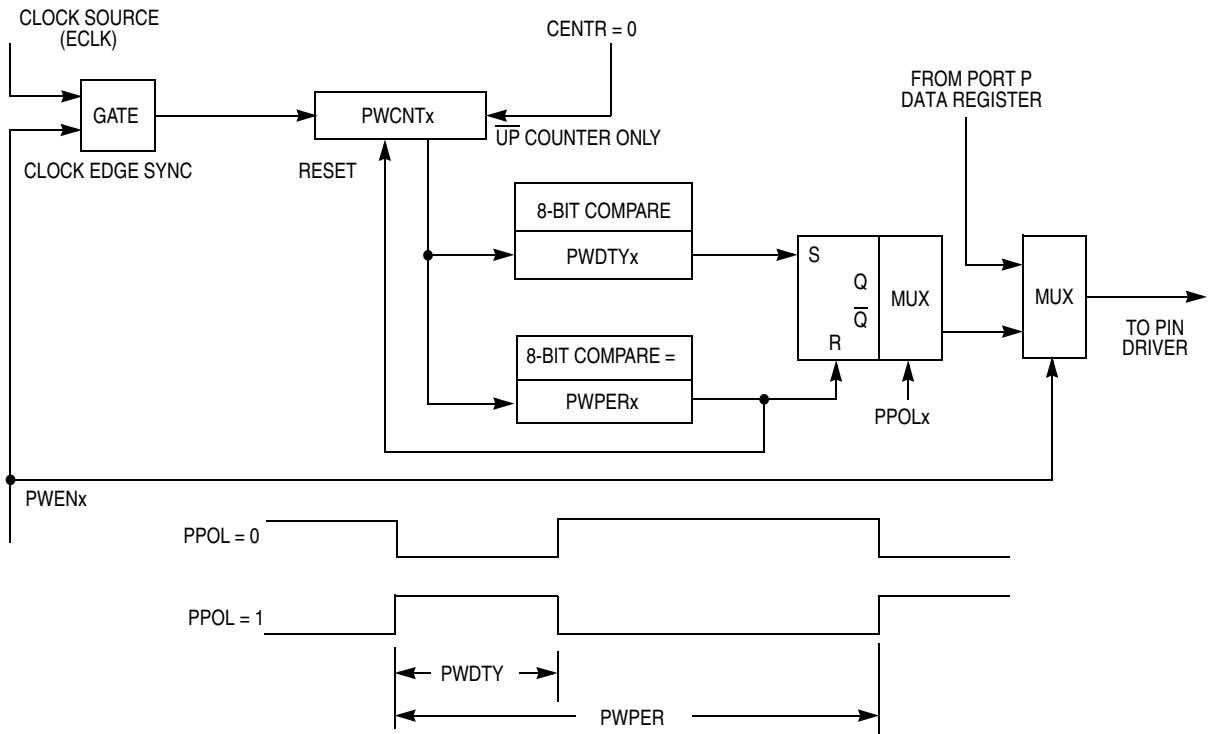 CLOCK SOURCE
(ECLK)
CENTR = 0
FROM PORT P
DATA REGISTER
GATE
PWCNTx
U̅P̅ COUNTER ONLY
CLOCK EDGE SYNC
RESET
8-BIT COMPARE
PWDTYx
S
Q
Q̅
MUX
R
MUX
TO PIN
DRIVER
8-BIT COMPARE =
PWPERx
PPOLx
PWENx
PPOL = 0
PPOL = 1
PWDTY
PWPER